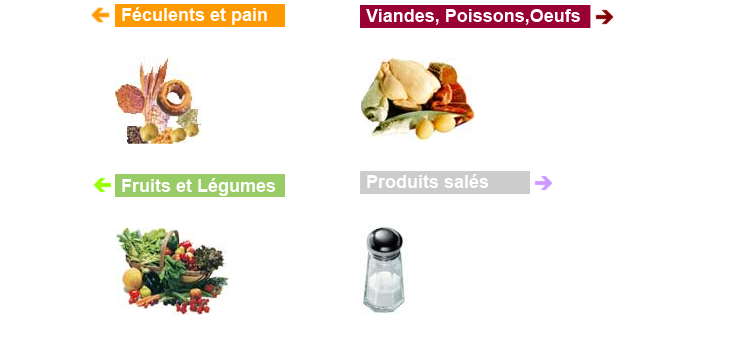 Féculents et pain
Viandes, Poissons,Oeufs
Fruits et Légumes
Produits salés